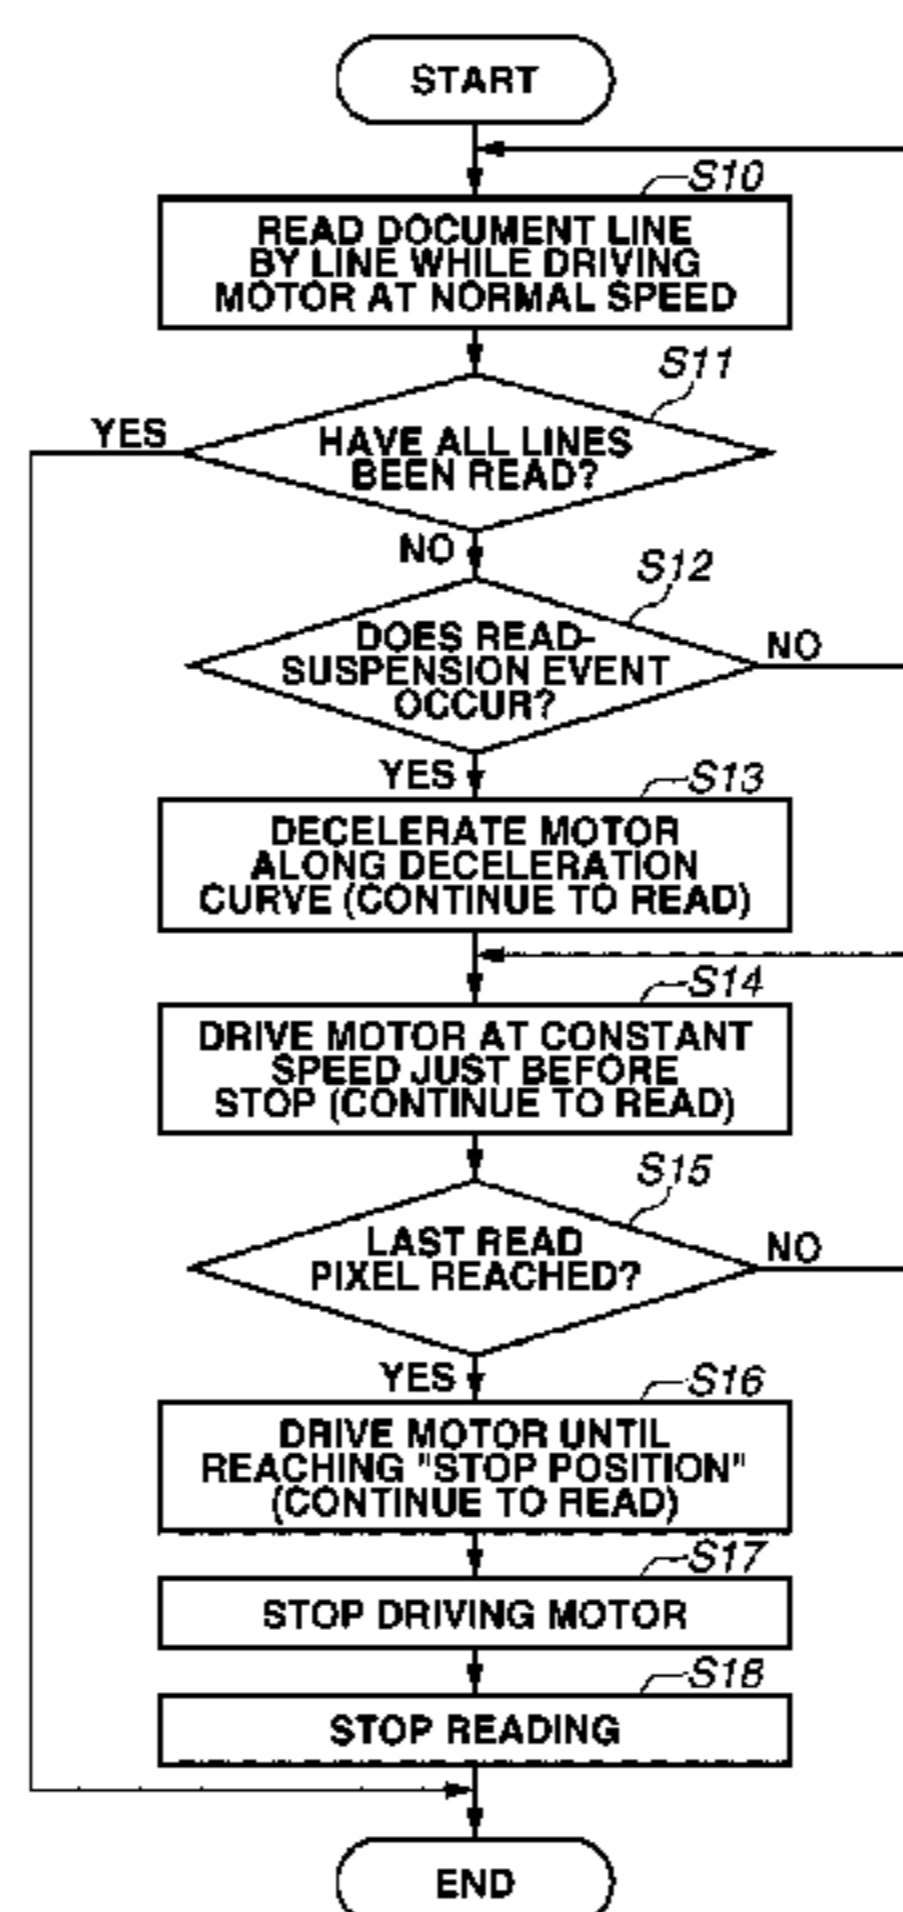 START
S10
READ DOCUMENT LINE
BY LINE WHILE DRIVING
MOTOR AT NORMAL SPEED
S11
YES
HAVE ALL LINES
BEEN READ?
NO
S12
DOES READ-
SUSPENSION EVENT
OCCUR?
NO
YES
S13
DECELERATE MOTOR
ALONG DECELERATION
CURVE (CONTINUE TO READ)
S14
DRIVE MOTOR AT CONSTANT
SPEED JUST BEFORE
STOP (CONTINUE TO READ)
S15
LAST READ
PIXEL REACHED?
NO
YES
S16
DRIVE MOTOR UNTIL
REACHING "STOP POSITION"
(CONTINUE TO READ)
S17
STOP DRIVING MOTOR
S18
STOP READING
END